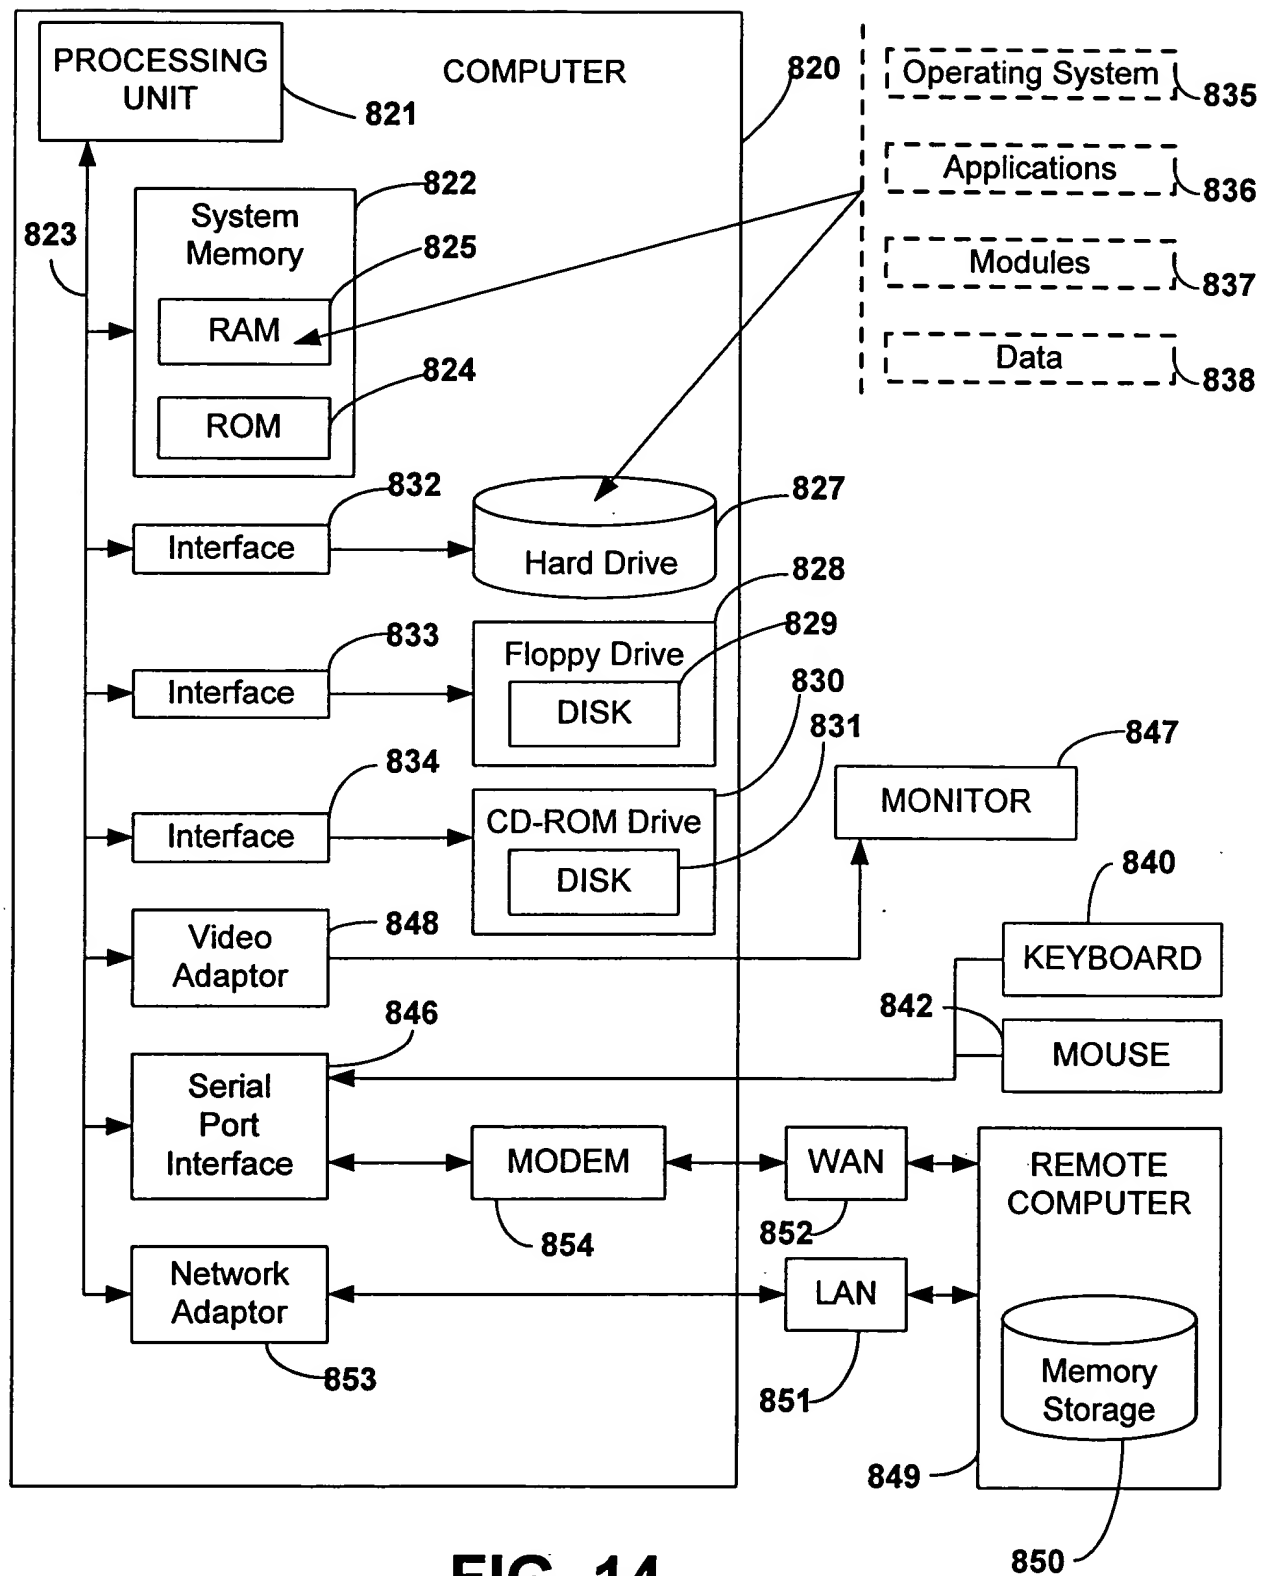 PROCESSING
UNIT
821
COMPUTER
820
Operating System
835
Applications
836
Modules
837
Data
838
823
822
System
Memory
825
RAM
824
ROM
832
Interface
827
Hard Drive
828
833
Interface
829
Floppy Drive
DISK
830
831
834
Interface
CD-ROM Drive
DISK
847
MONITOR
848
Video
Adaptor
840
KEYBOARD
842
MOUSE
846
Serial
Port
Interface
MODEM
854
WAN
852
REMOTE
COMPUTER
Network
Adaptor
853
LAN
851
Memory
Storage
849
850
FIG. 14